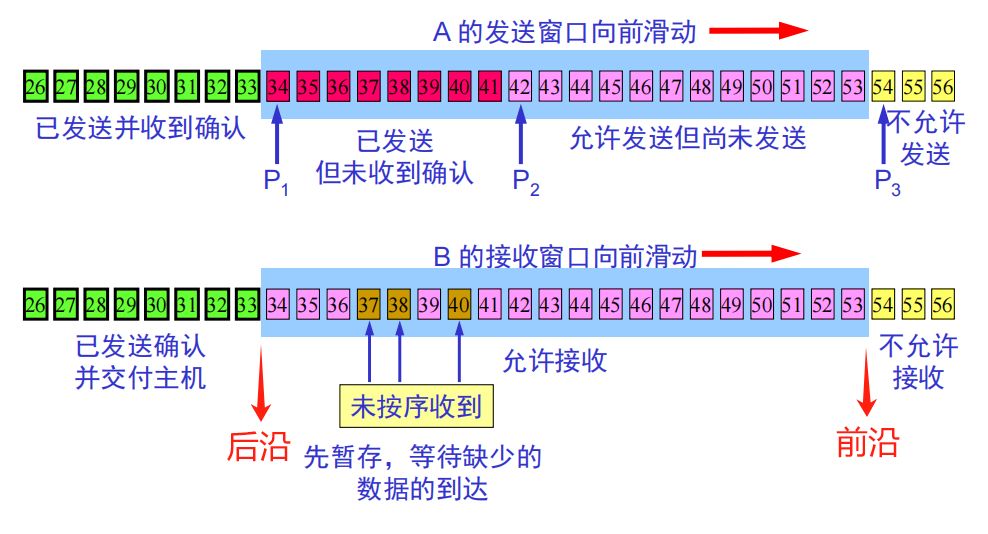 A 的发送窗口向前滑动
26 27 28 29 30 31 32 33 34 35 36 37 38 39 40 41 42 43 44 45 46 47 48 49 50 51 52 53 54 55 56
已发送并收到确认
已发送
但未收到确认
允许发送但尚未发送
不允许
发送
P1
P2
P3
B 的接收窗口向前滑动
26 27 28 29 30 31 32 33 34 35 36 37 38 39 40 41 42 43 44 45 46 47 48 49 50 51 52 53 54 55 56
已发送确认
并交付主机
允许接收
不允许
接收
未按序收到
后沿
前沿
先暂存，等待缺少的
数据的到达